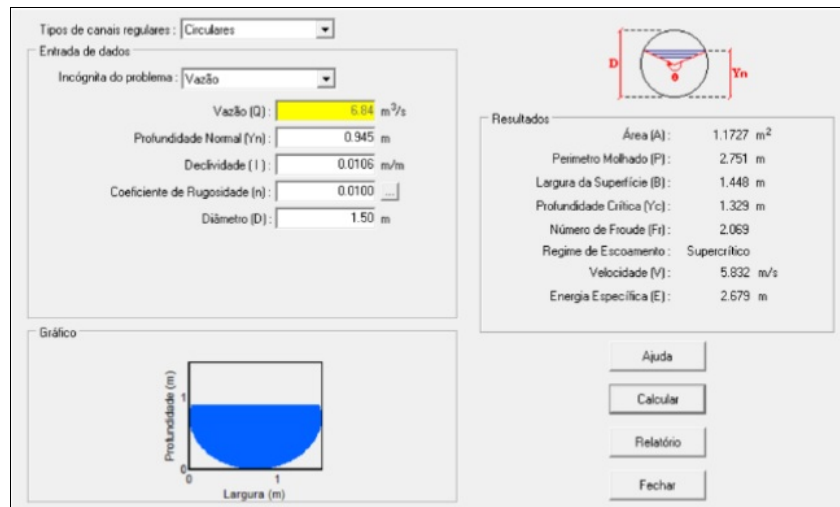 Tipos de canais regulares : Circulares
Entrada de dados
Incógnita do problema : Vazão
Vazão (Q) : 6.84 m³/s
Profundidade Normal (Yn) : 0.945 m
Declividade ( I ) : 0.0106 m/m
Coeficiente de Rugosidade (n) : 0.0100 ...
Diâmetro (D) : 1.50 m
D
θ
Yn
Resultados
Área (A) : 1.1727 m²
Perimetro Molhado (P) : 2.751 m
Largura da Superfície (B) : 1.448 m
Profundidade Crítica (Yc) : 1.329 m
Número de Froude (Fr) : 2.069
Regime de Escoamento : Supercrítico
Velocidade (V) : 5.832 m/s
Energia Específica (E) : 2.679 m
Gráfico
Profundidade (m)
1
0
0 1
Largura (m)
Ajuda
Calcular
Relatório
Fechar